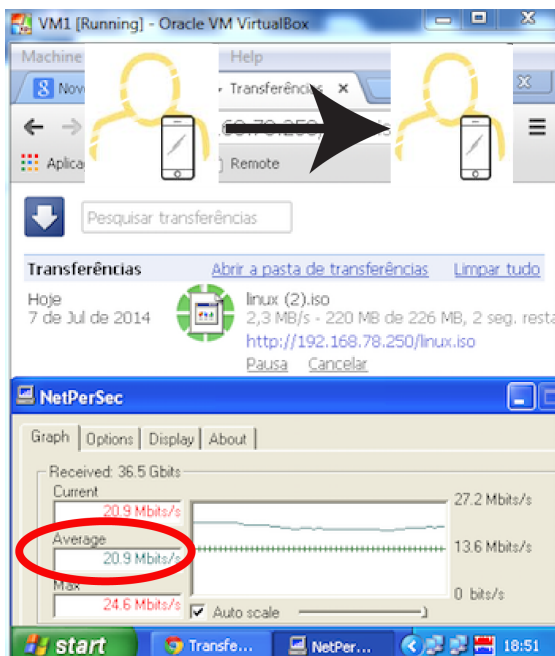 VM1 [Running] - Oracle VM VirtualBox
Machine Help
Nov Transferências
Aplica Remote
Pesquisar transferências
Transferências Abrir a pasta de transferências Limpar tudo
Hoje
7 de Jul de 2014
linux (2).iso
2,3 MB/s - 220 MB de 226 MB, 2 seg. resta
http://192.168.78.250/linux.iso
Pausa Cancelar
NetPerSec
Graph Options Display About
Received: 36.5 Gbits
Current
20.9 Mbits/s
Average
20.9 Mbits/s
Max
24.6 Mbits/s
27.2 Mbits/s
13.6 Mbits/s
0 bits/s
Auto scale
start Transfe... NetPer... 18:51